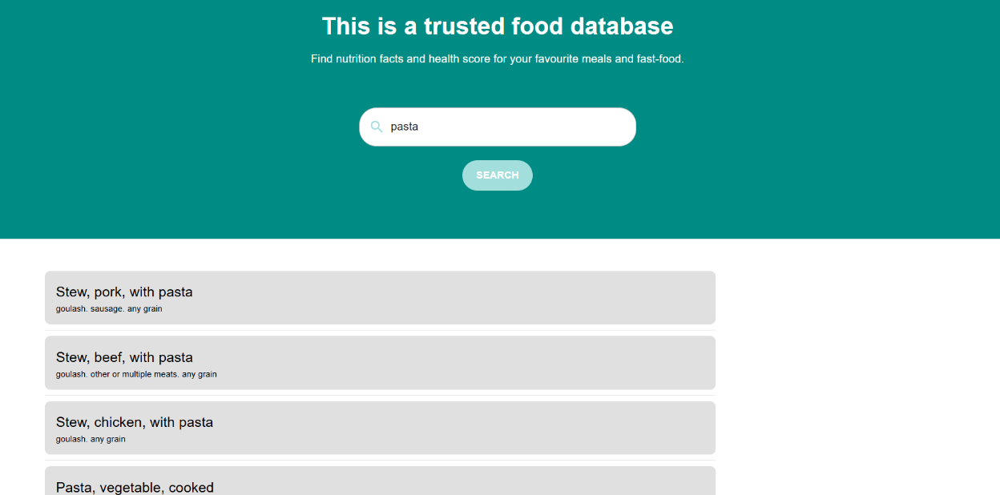 This is a trusted food database
Find nutrition facts and health score for your favourite meals and fast-food.
pasta
SEARCH
Stew, pork, with pasta
goulash. sausage. any grain
Stew, beef, with pasta
goulash. other or multiple meats. any grain
Stew, chicken, with pasta
goulash. any grain
Pasta, vegetable, cooked